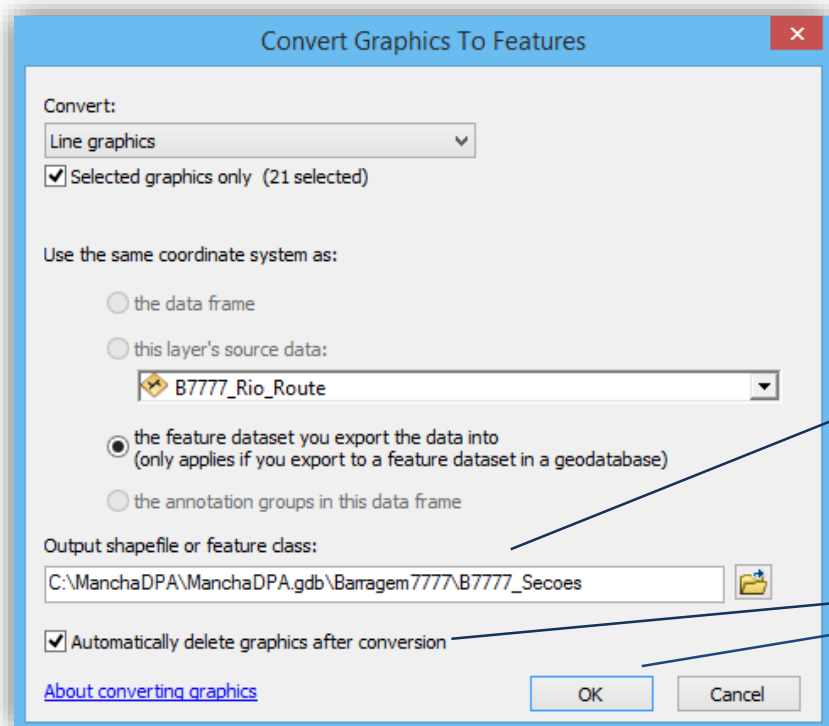 Convert Graphics To Features
Convert:
Line graphics
Selected graphics only (21 selected)
Use the same coordinate system as:
the data frame
this layer's source data:
B7777_Rio_Route
the feature dataset you export the data into
(only applies if you export to a feature dataset in a geodatabase)
the annotation groups in this data frame
Output shapefile or feature class:
C:\ManchaDPA\ManchaDPA.gdb\Barragem7777\B7777_Secoes
Automatically delete graphics after conversion
About converting graphics
OK
Cancel